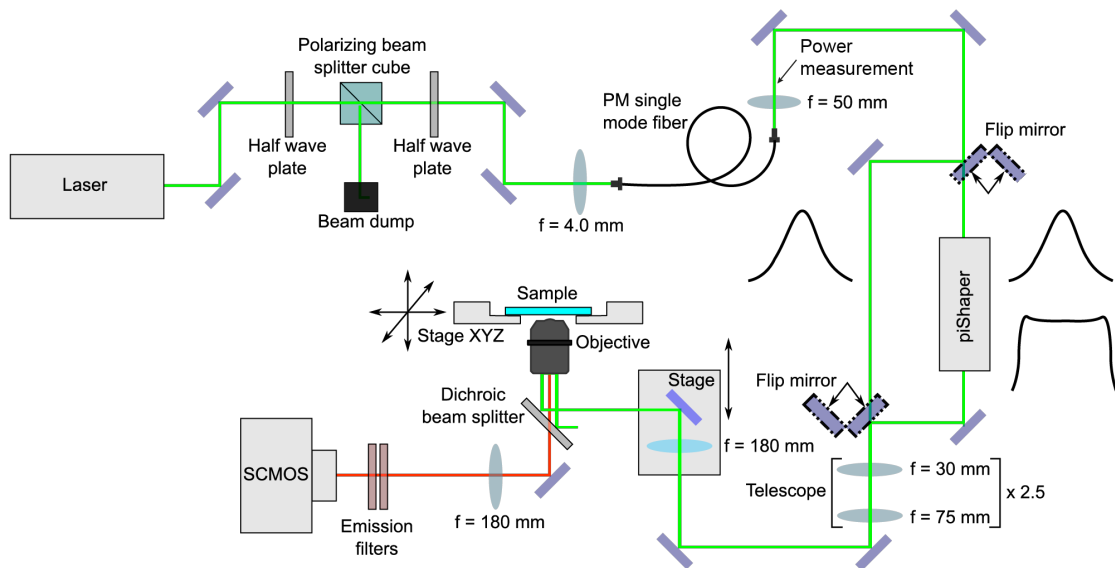 Polarizing beam
splitter cube
Half wave
plate
Half wave
plate
Laser
Beam dump
f = 4.0 mm
PM single
mode fiber
Power
measurement
f = 50 mm
Flip mirror
piShaper
Sample
Stage XYZ
Objective
Stage
Flip mirror
Dichroic
beam splitter
f = 180 mm
SCMOS
Emission
filters
f = 180 mm
Telescope
f = 30 mm
f = 75 mm
x 2.5